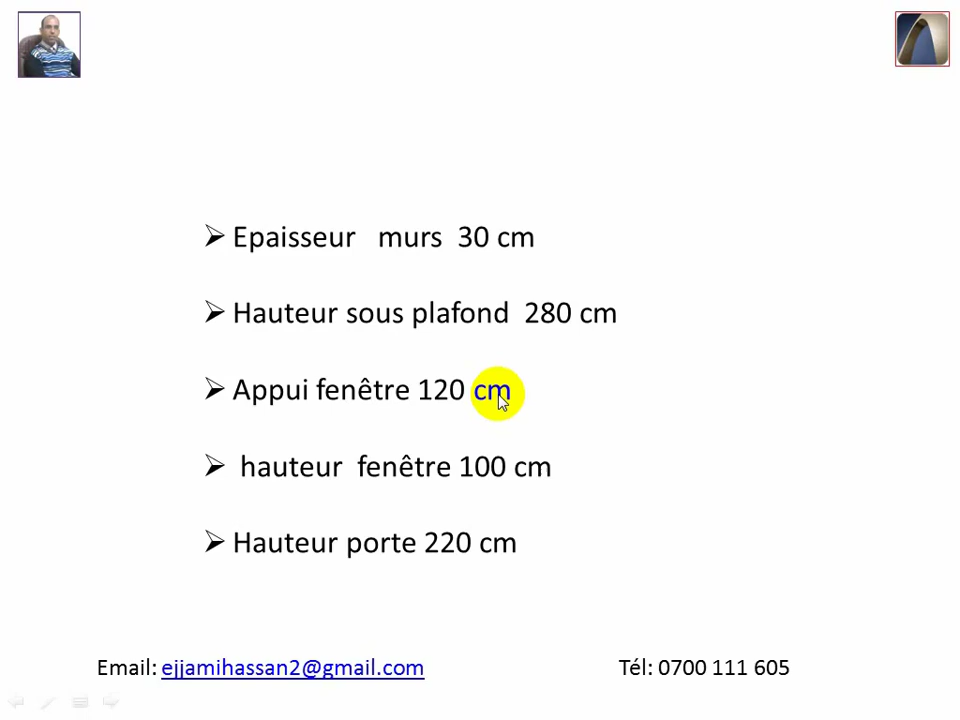 Epaisseur murs 30 cm
Hauteur sous plafond 280 cm
Appui fenêtre 120 cm
hauteur fenêtre 100 cm
Hauteur porte 220 cm
Email: ejjamihassan2@gmail.com Tél: 0700 111 605